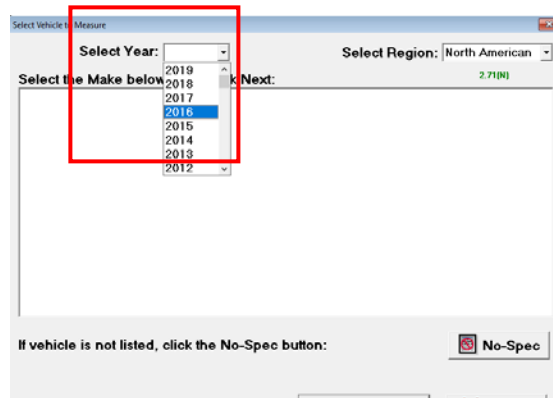 Select Vehicle to Measure
Select Year:
Select Region: North American
2.71(N)
Select the Make below k Next:
2019
2018
2017
2016
2015
2014
2013
2012
If vehicle is not listed, click the No-Spec button:
No-Spec